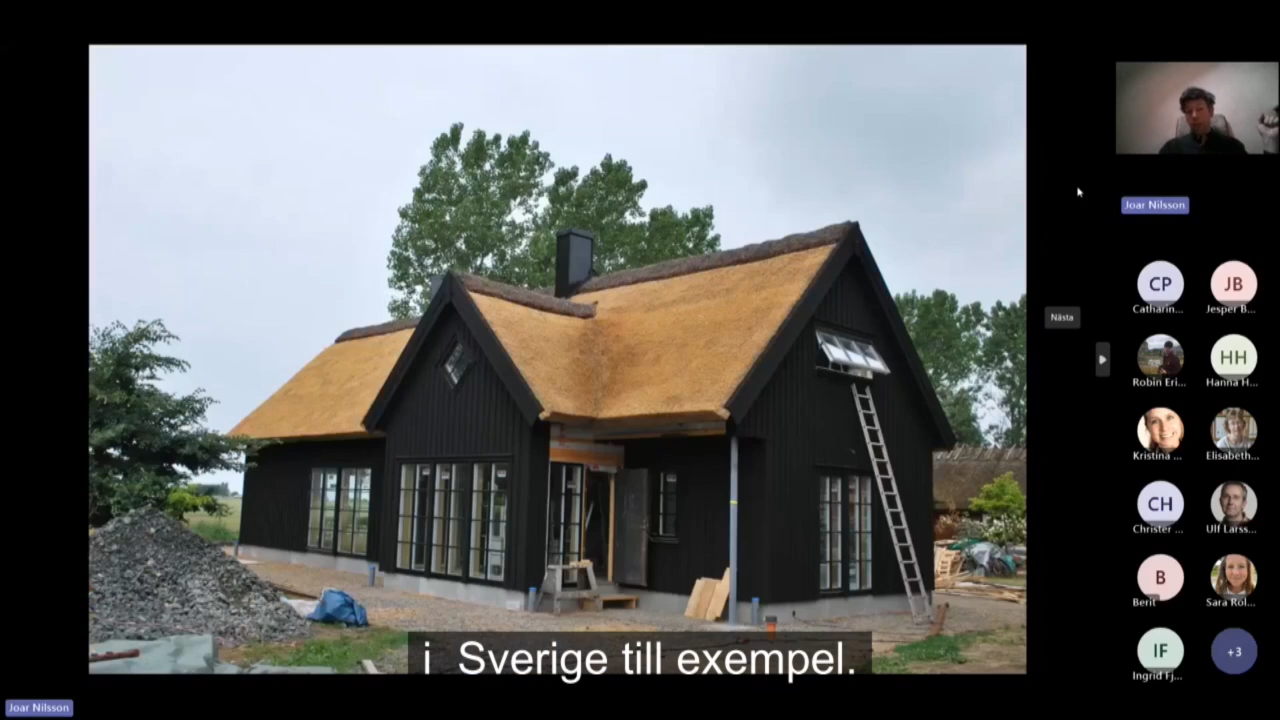 Joar Nilsson
CP
JB
Catharin...
Jesper B...
Nästa
HH
Robin Eri...
Hanna H...
Kristina ...
Elisabeth...
CH
Christer ...
Ulf Larss...
B
Berit
Sara Röl...
IF
+3
Ingrid Fj...
i Sverige till exempel.
Joar Nilsson